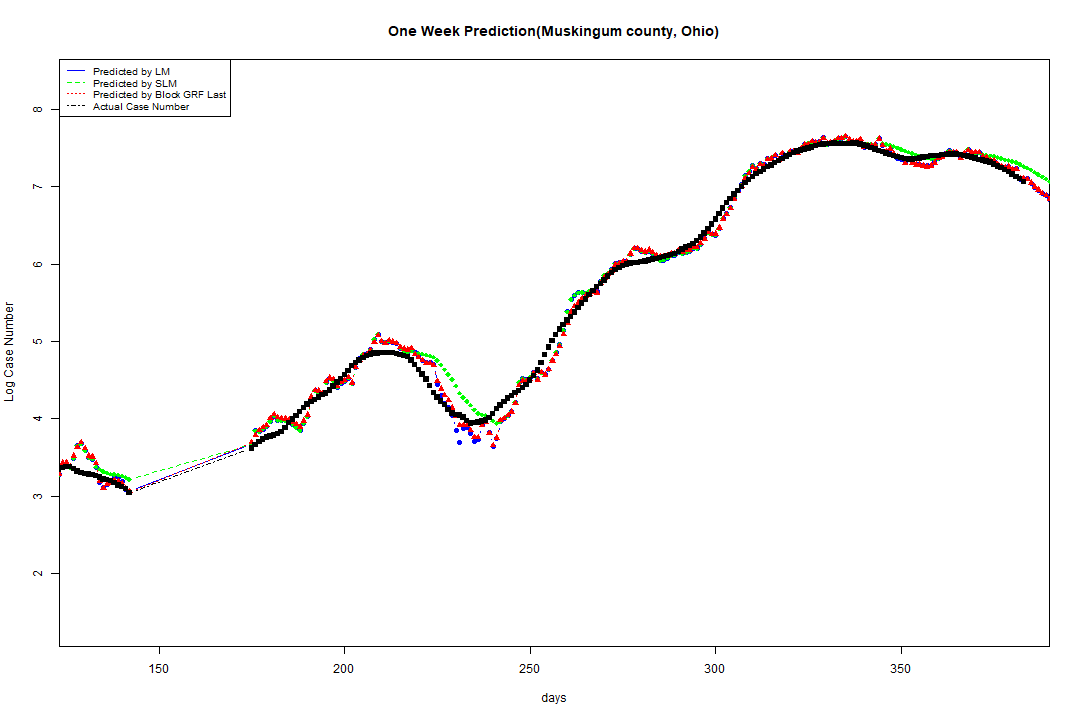 One Week Prediction(Muskingum county, Ohio)
Predicted by LM
Predicted by SLM
Predicted by Block GRF Last
Actual Case Number
8
7
6
5
4
3
2
Log Case Number
150
200
250
300
350
days